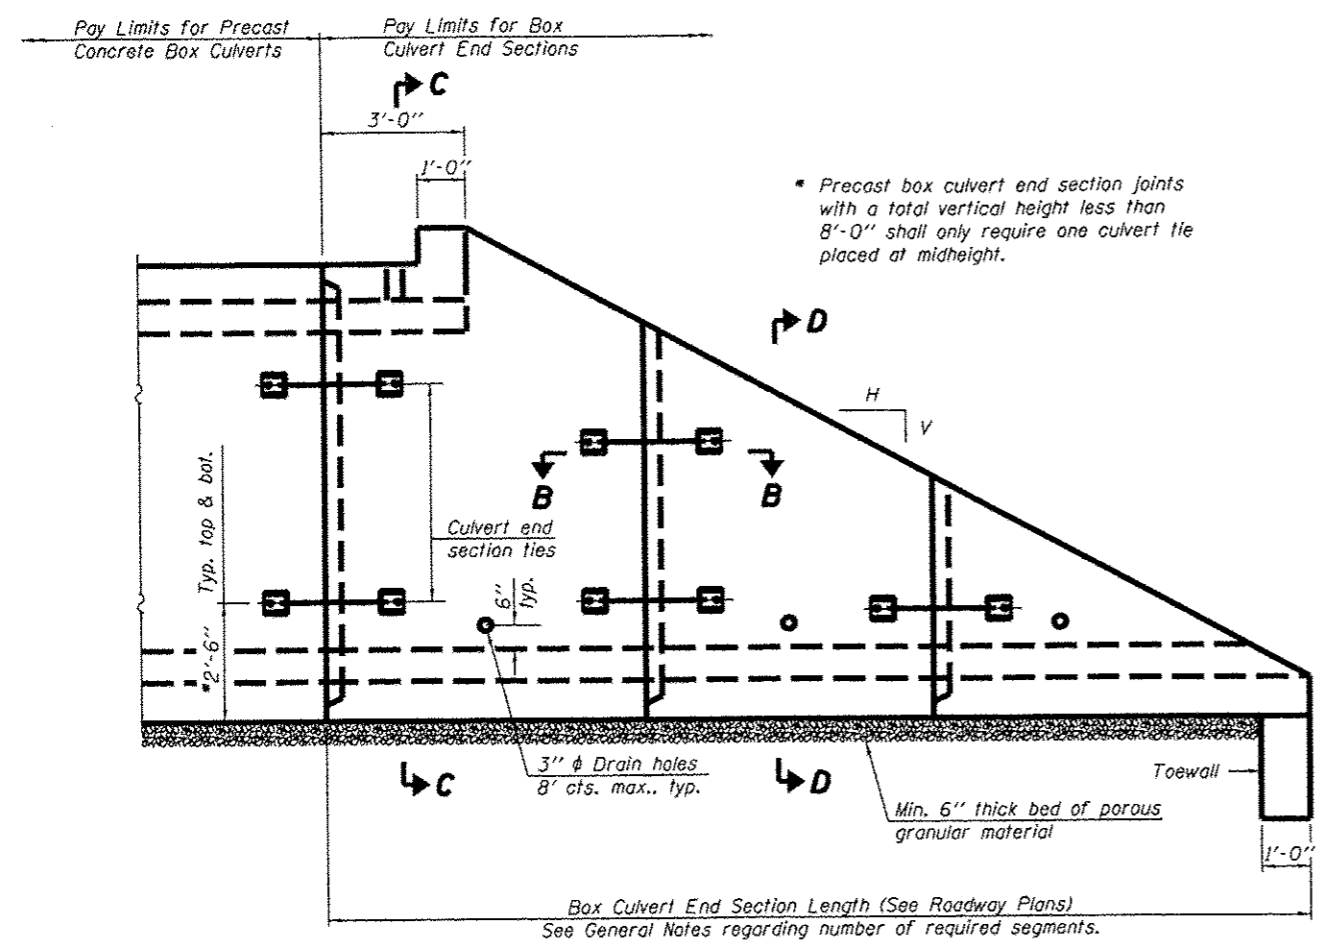 Pay Limits for Precast
Concrete Box Culverts
Pay Limits for Box
Culvert End Sections
C
3'-0"
1'-0"
* Precast box culvert end section joints
with a total vertical height less than
8'-0" shall only require one culvert tie
placed at midheight.
D
H
V
B
B
Typ. top & bot.
*2'-6"
Culvert end
section ties
6"
typ.
C
3" ϕ Drain holes
8' cts. max., typ.
D
Toewall
Min. 6" thick bed of porous
granular material
1'-0"
Box Culvert End Section Length (See Roadway Plans)
See General Notes regarding number of required segments.